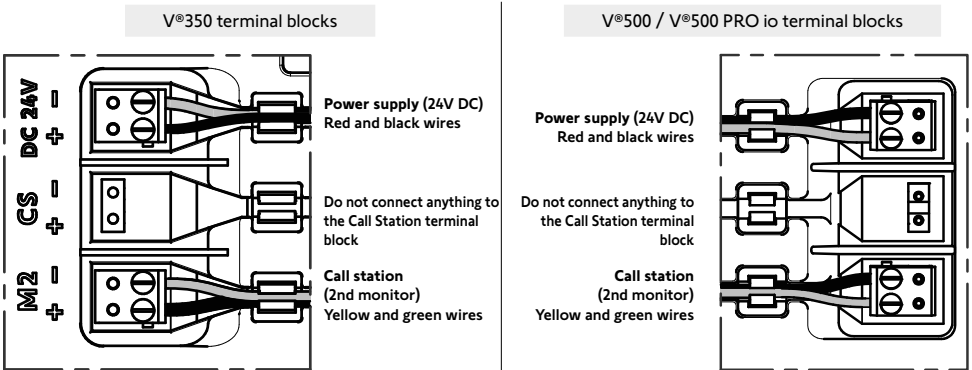 V®350 terminal blocks
DC 24V
− +
CS
− +
M2
− +
Power supply (24V DC)
Red and black wires
Do not connect anything to
the Call Station terminal
block
Call station
(2nd monitor)
Yellow and green wires
V®500 / V®500 PRO io terminal blocks
Power supply (24V DC)
Red and black wires
Do not connect anything to
the Call Station terminal
block
Call station
(2nd monitor)
Yellow and green wires